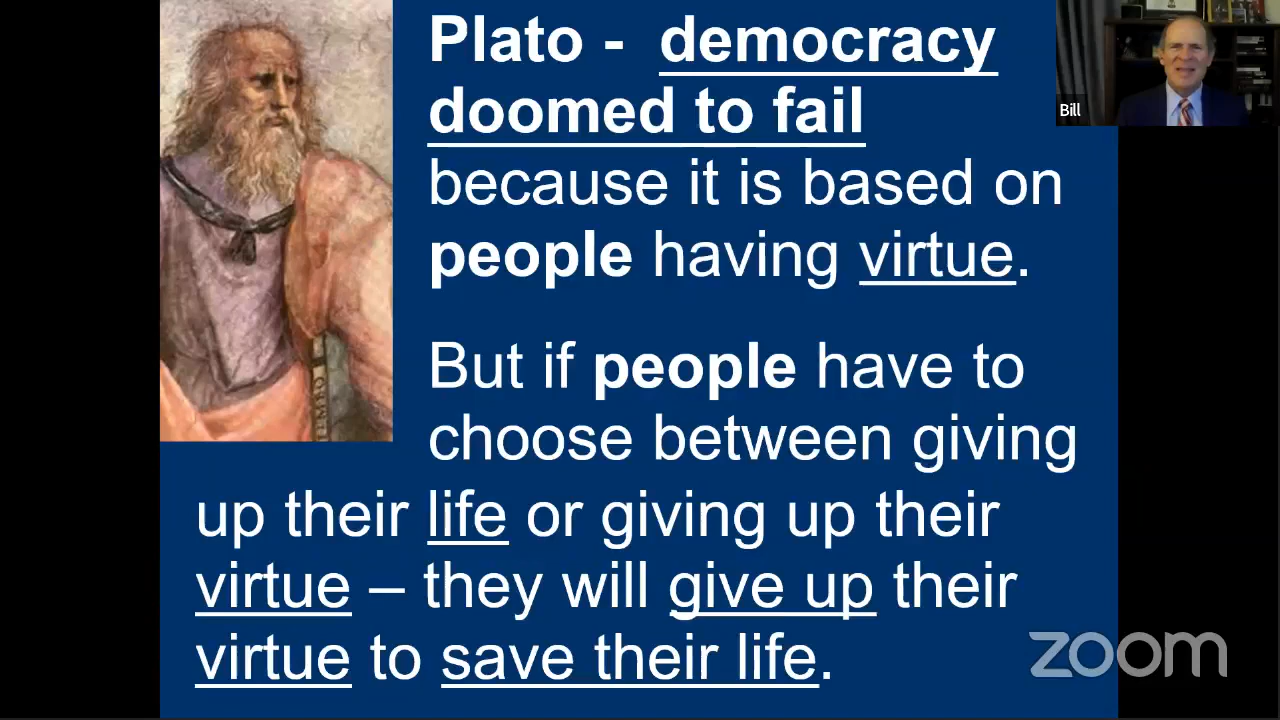 Plato - democracy
doomed to fail
because it is based on
people having virtue.
But if people have to
choose between giving
up their life or giving up their
virtue – they will give up their
virtue to save their life.
Bill
zoom